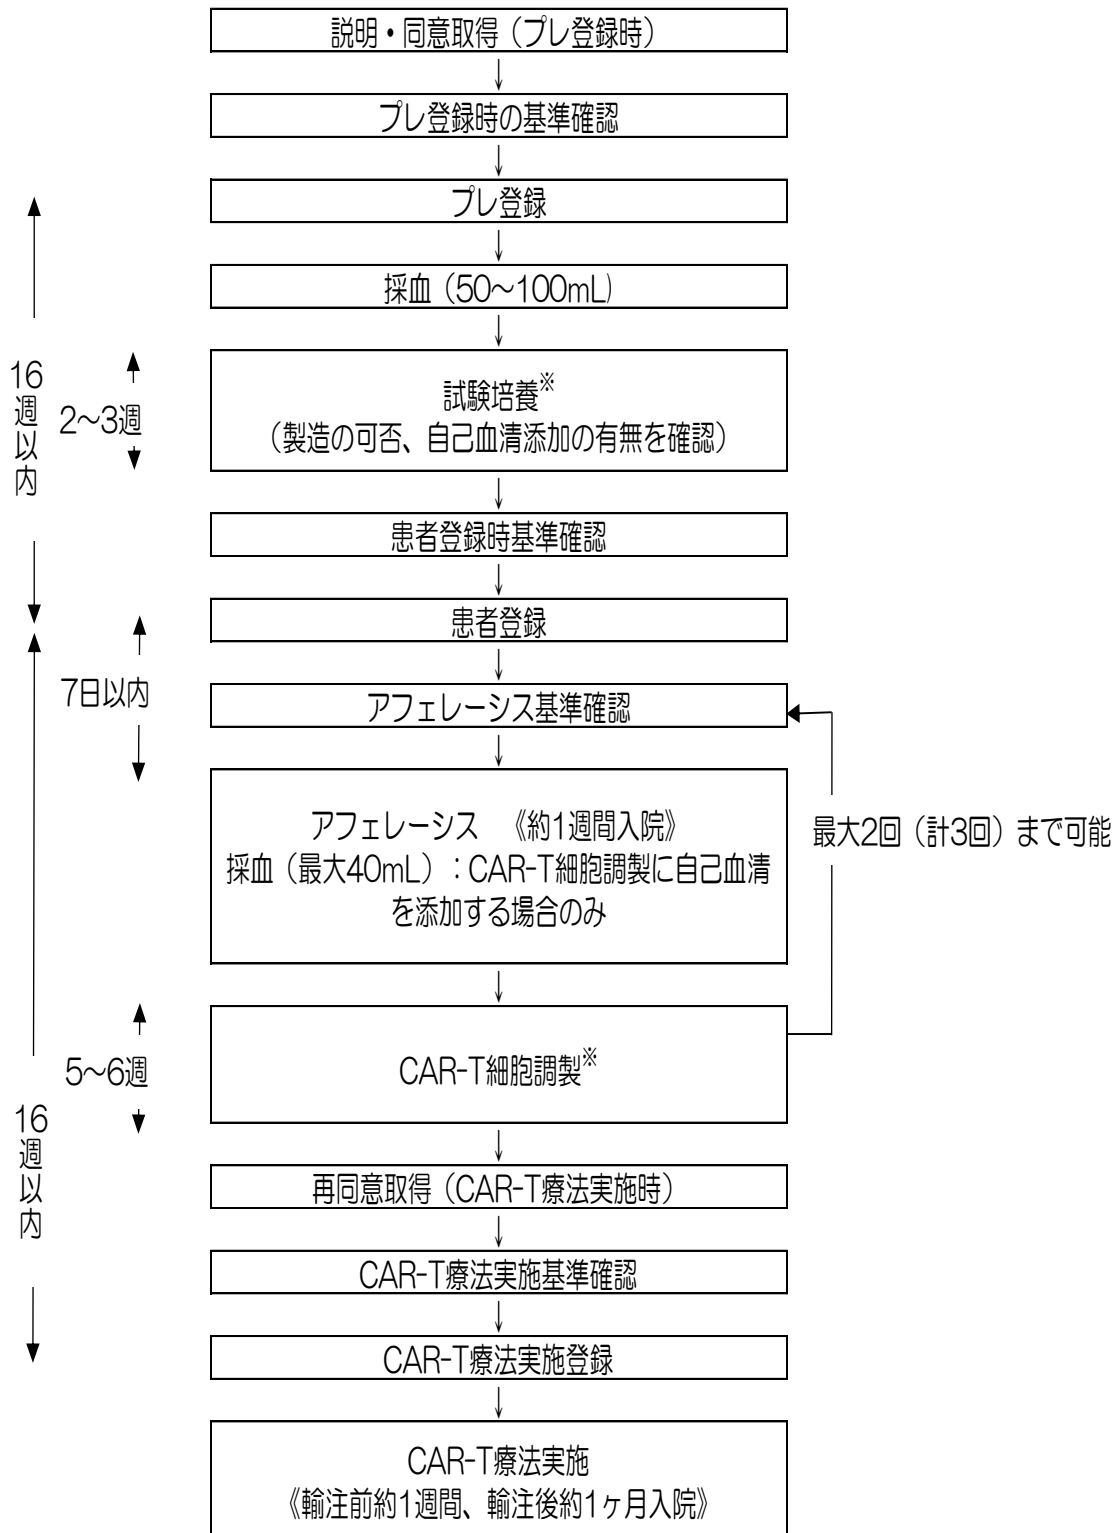 説明・同意取得（プレ登録時）
プレ登録時の基準確認
プレ登録
採血（50～100mL）
16週以内
2～3週
試験培養※
（製造の可否、自己血清添加の有無を確認）
患者登録時基準確認
患者登録
7日以内
アフェレーシス基準確認
アフェレーシス　《約1週間入院》
採血（最大40mL）：CAR-T細胞調製に自己血清
を添加する場合のみ
最大2回（計3回）まで可能
5～6週
CAR-T細胞調製※
16週以内
再同意取得（CAR-T療法実施時）
CAR-T療法実施基準確認
CAR-T療法実施登録
CAR-T療法実施
《輸注前約1週間、輸注後約1ヶ月入院》